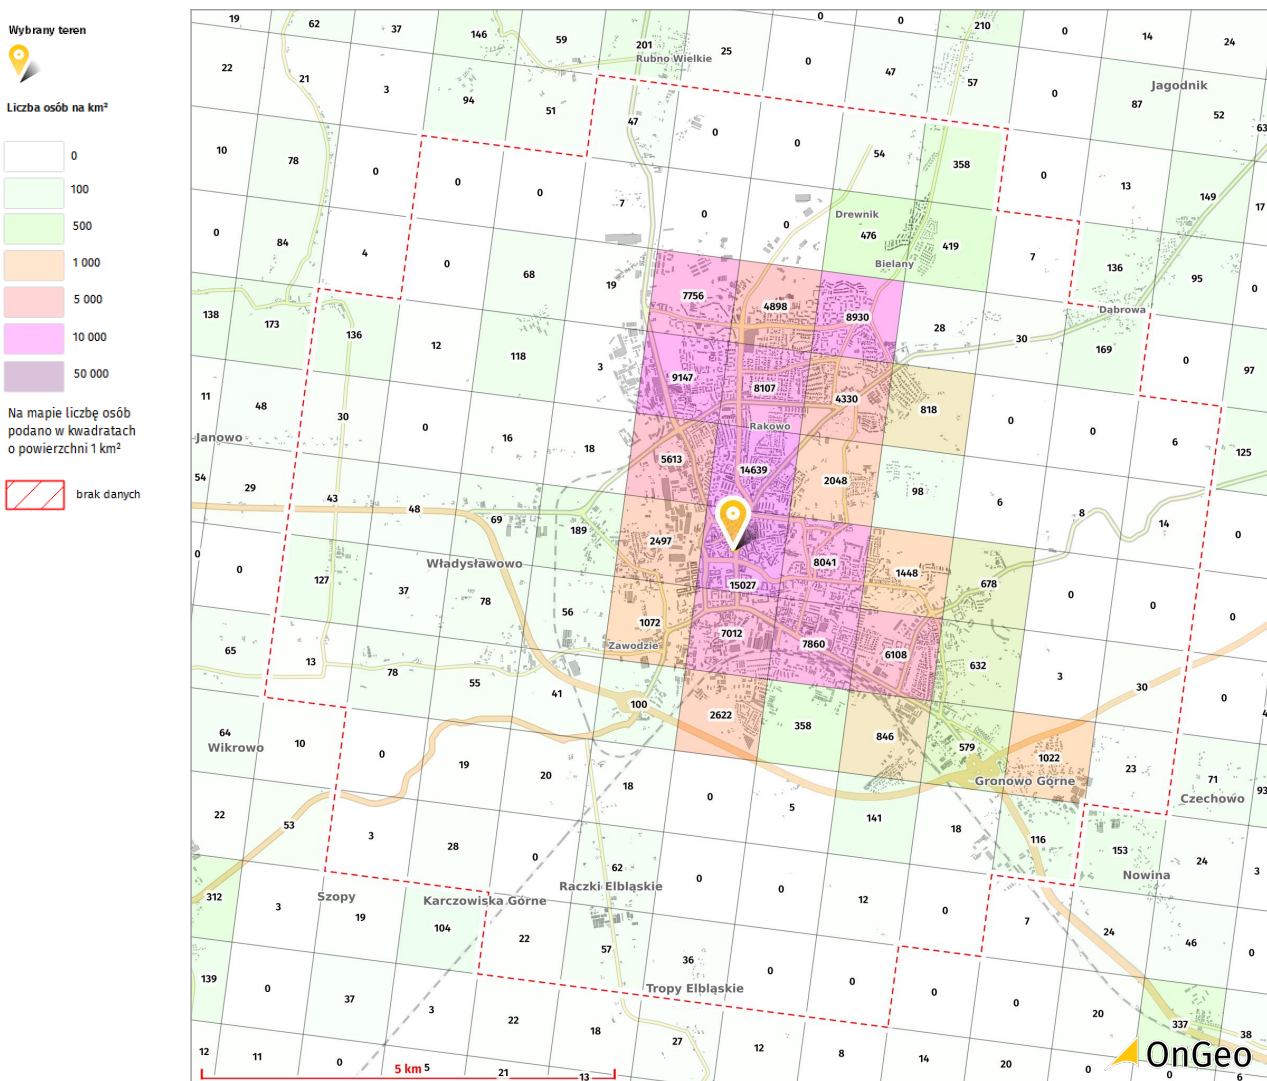 Wybrany teren
Liczba osób na km²
0
100
500
1 000
5 000
10 000
50 000
Na mapie liczbę osób
podano w kwadratach
o powierzchni 1 km²
brak danych
19 62 37 146 59 201 25 0 0 210 0 14 24
Rubno Wielkie
22 21 3 94 51 47 0 0 47 57 0 87 52 63
Jagodnik
10 78 0 0 0 7 0 0 54 358 0 13 149 17
Drewnik
0 84 4 0 68 19 7756 4898 476 419 7 136 95 0
Bielany
138 173 136 12 118 3 9147 8107 8930 28 30 169 0 97
Dąbrowa
11 48 30 0 16 18 5613 14639 4330 818 0 0 6 125
Janowo
Rakowo
54 29 43 48 69 189 2497 15027 2048 98 6 8 14 0
0 0 127 37 78 56 1072 7012 8041 1448 678 0 0 0
Władysławowo
Zawodzie
65 13 78 55 41 100 2622 7860 6108 632 3 30 0 4
64 10 0 19 20 18 0 358 846 579 1022 23 71 93
Wikrowo
Gronowo Górne
Czechowo
22 53 3 28 0 62 0 5 141 18 116 153 24 3
Nowina
Raczki Elbląskie
312 3 19 104 22 57 36 0 12 0 7 24 46 0
Szopy
Karczowiska Górne
139 0 37 3 22 18 27 0 0 0 0 20 337 38
Tropy Elbląskie
12 11 0 5 21 13 12 8 14 20 0 0 6
5 km
OnGeo